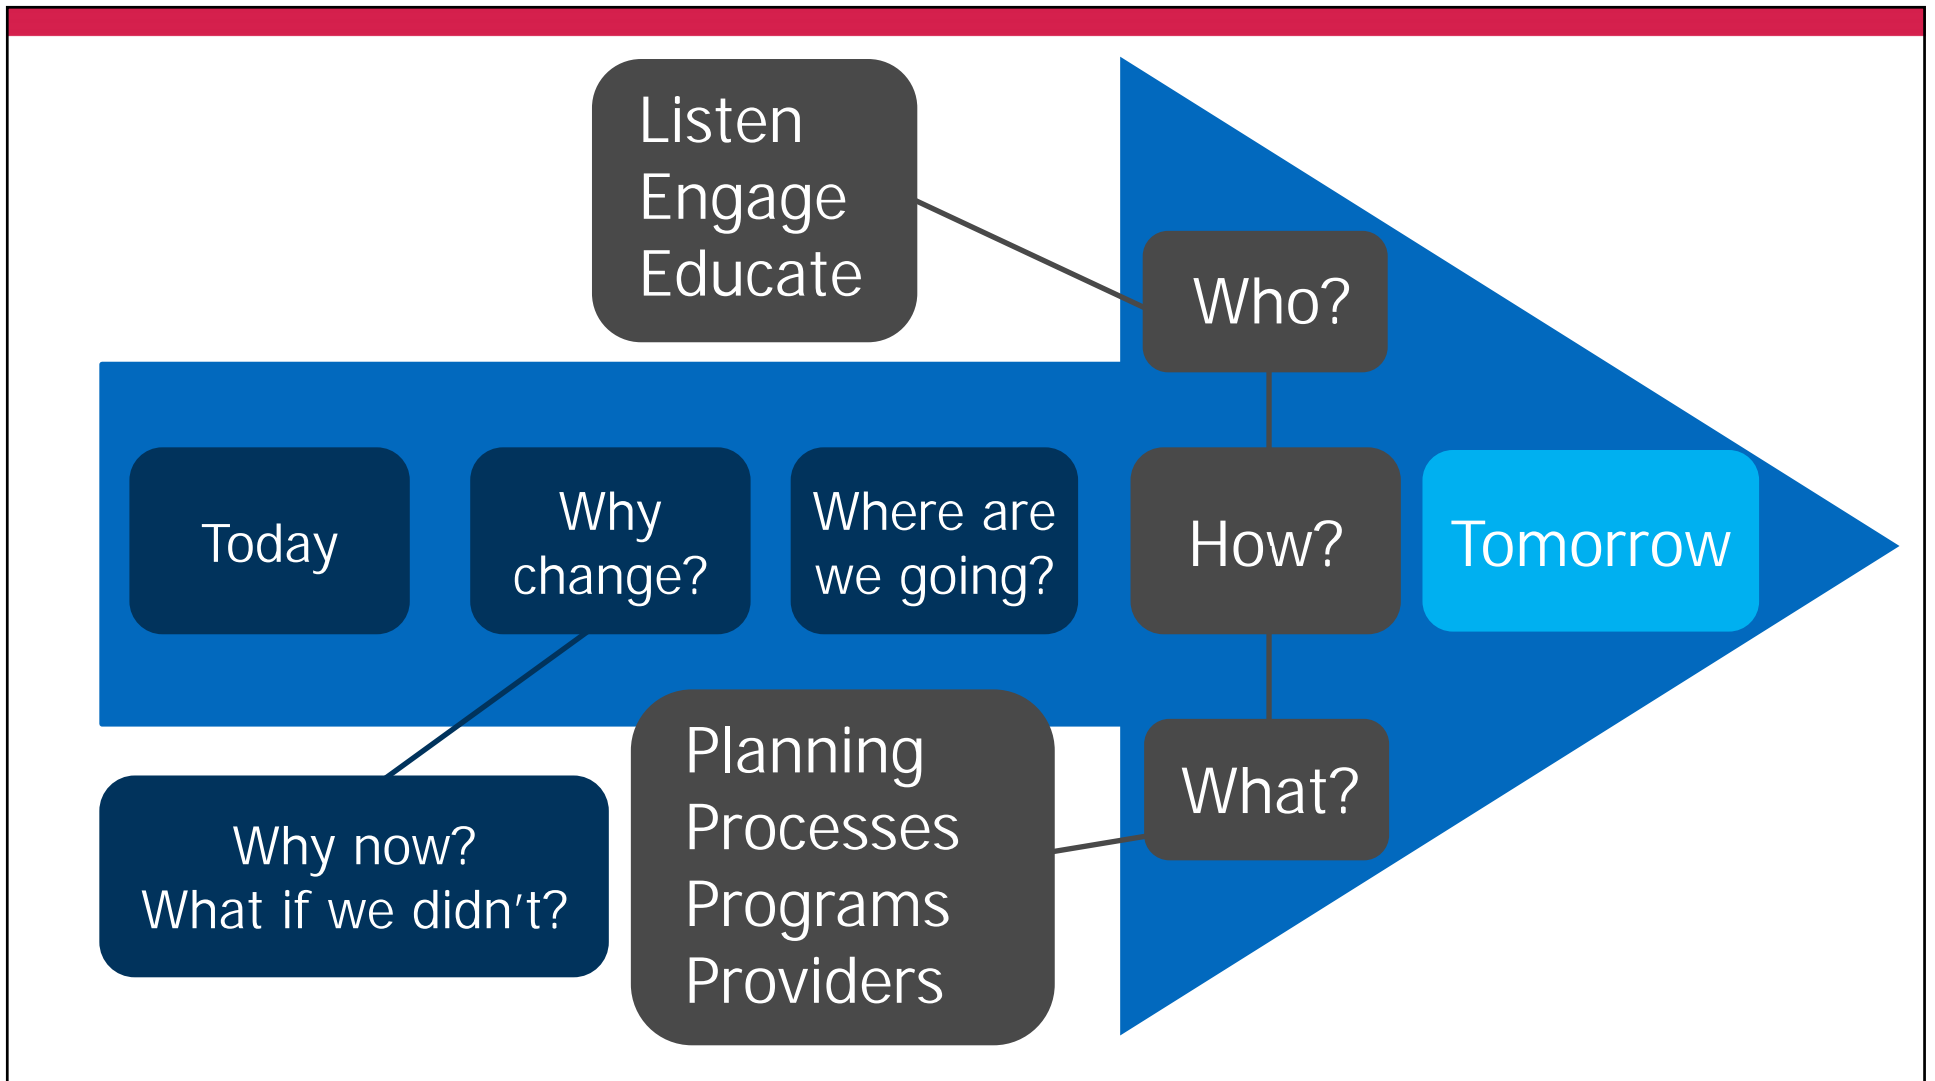 Listen
Engage
Educate
Who?
Today
Why
change?
Where are
we going?
How?
Tomorrow
Why now?
What if we didn't?
Planning
Processes
Programs
Providers
What?